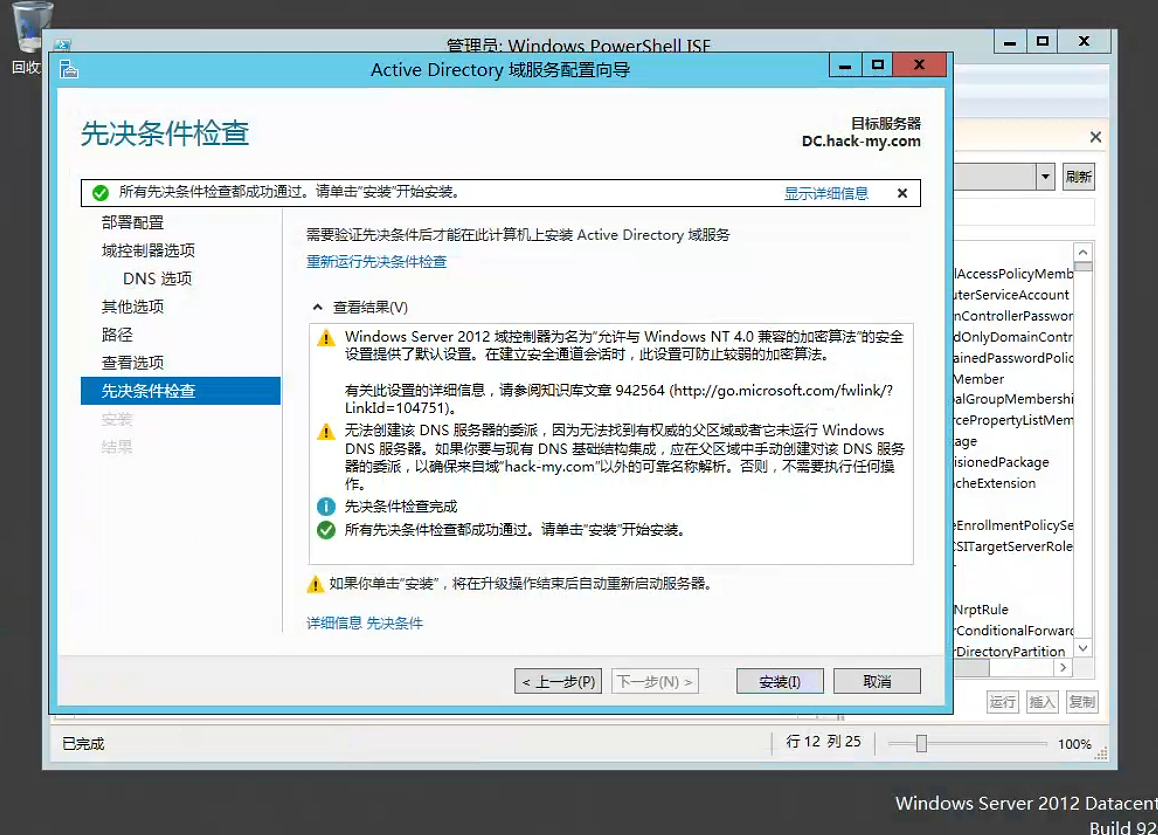 回收
管理员: Windows PowerShell ISE
Active Directory 域服务配置向导
先决条件检查
目标服务器
DC.hack-my.com
所有先决条件检查都成功通过。请单击“安装”开始安装。
显示详细信息
部署配置
域控制器选项
DNS 选项
其他选项
路径
查看选项
先决条件检查
安装
结果
需要验证先决条件后才能在此计算机上安装 Active Directory 域服务
重新运行先决条件检查
查看结果(V)
Windows Server 2012 域控制器为名为“允许与 Windows NT 4.0 兼容的加密算法”的安全
设置提供了默认设置。在建立安全通道会话时，此设置可防止较弱的加密算法。
有关此设置的详细信息，请参阅知识库文章 942564 (http://go.microsoft.com/fwlink/?
LinkId=104751)。
无法创建该 DNS 服务器的委派，因为无法找到有权威的父区域或者它未运行 Windows
DNS 服务器。如果你要与现有 DNS 基础结构集成，应在父区域中手动创建对该 DNS 服务
器的委派，以确保来自域“hack-my.com”以外的可靠名称解析。否则，不需要执行任何操
作。
先决条件检查完成
所有先决条件检查都成功通过。请单击“安装”开始安装。
如果你单击“安装”，将在升级操作结束后自动重新启动服务器。
详细信息 先决条件
< 上一步(P)
下一步(N) >
安装(I)
取消
刷新
lAccessPolicyMemb
uterServiceAccount
nControllerPasswor
dOnlyDomainContr
ainedPasswordPolic
Member
alGroupMembershi
rcePropertyListMem
age
isionedPackage
cheExtension
eEnrollmentPolicySe
CSITargetServerRole
r
NrptRule
rConditionalForward
rDirectoryPartition
运行
插入
复制
已完成
行 12 列 25
100%
Windows Server 2012 Datacent
Build 92